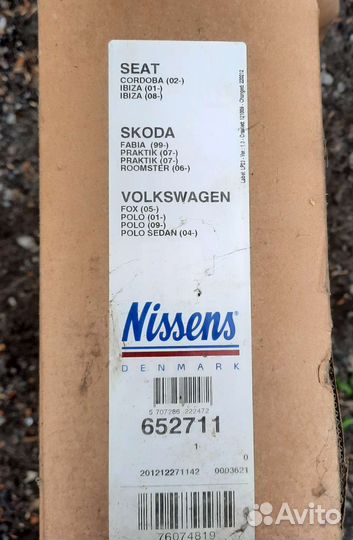 SEAT
CORDOBA (02-)
IBIZA (01-)
IBIZA (08-)
SKODA
FABIA (99-)
PRAKTIK (07-)
PRAKTIK (07-)
ROOMSTER (06-)
VOLKSWAGEN
FOX (05-)
POLO (01-)
POLO (09-)
POLO SEDAN (04-)
Nissens®
DENMARK
5 707286 222472
652711
1
0
201212271142 0003621
76074819
Avito